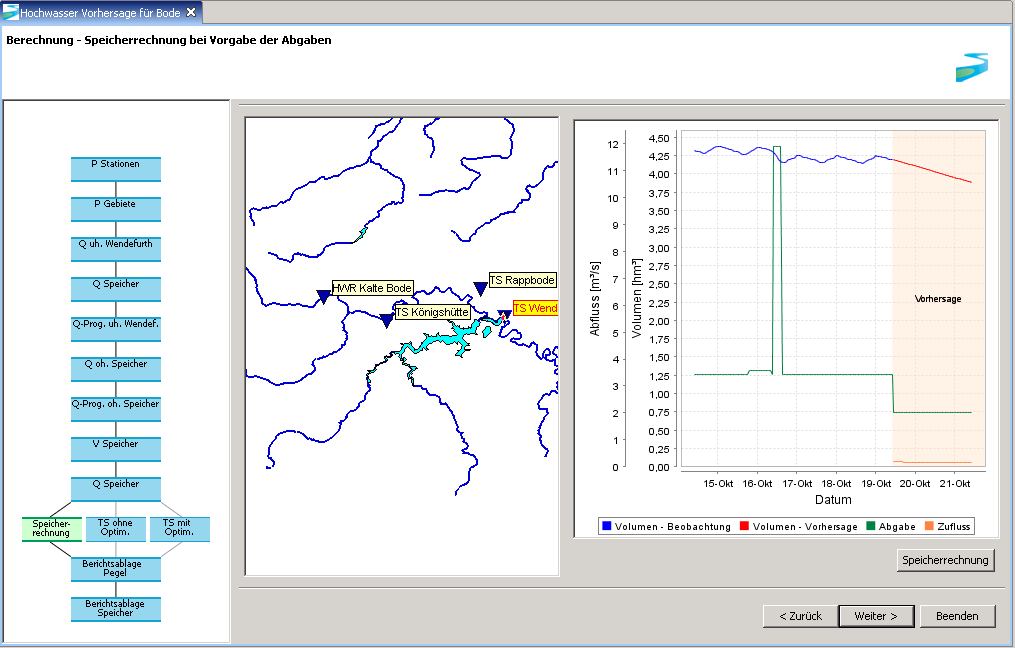 Hochwasser Vorhersage für Bode
Berechnung - Speicherrechnung bei Vorgabe der Abgaben
P Stationen
P Gebiete
Q uh. Wendefurth
Q Speicher
Q-Prog. uh. Wendef.
Q oh. Speicher
Q-Prog. oh. Speicher
V Speicher
Q Speicher
Speicher-
rechnung
TS ohne
Optim.
TS mit
Optim.
Berichtsablage
Pegel
Berichtsablage
Speicher
HWR Kalte Bode
TS Rappbode
TS Königshütte
TS Wend
Abfluss [m³/s]
12
11
10
9
8
7
6
5
4
3
2
1
0
Volumen [hm³]
4,50
4,25
4,00
3,75
3,50
3,25
3,00
2,75
2,50
2,25
2,00
1,75
1,50
1,25
1,00
0,75
0,50
0,25
0,00
Vorhersage
15-Okt 16-Okt 17-Okt 18-Okt 19-Okt 20-Okt 21-Okt
Datum
Volumen - Beobachtung Volumen - Vorhersage Abgabe Zufluss
Speicherrechnung
< Zurück Weiter > Beenden